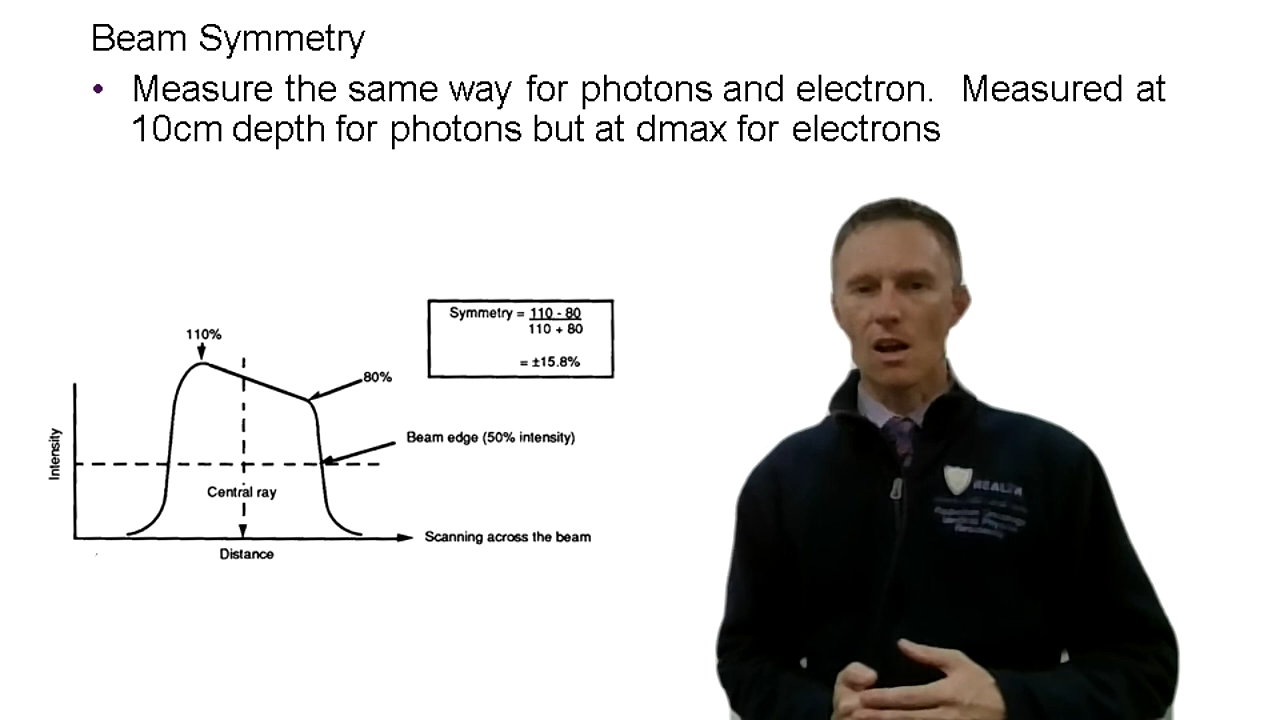 Beam Symmetry
• Measure the same way for photons and electron. Measured at
10cm depth for photons but at dmax for electrons
Symmetry = 110 - 80
110 + 80
= ±15.8%
110%
80%
Beam edge (50% intensity)
Intensity
Central ray
Scanning across the beam
Distance
HEALTH